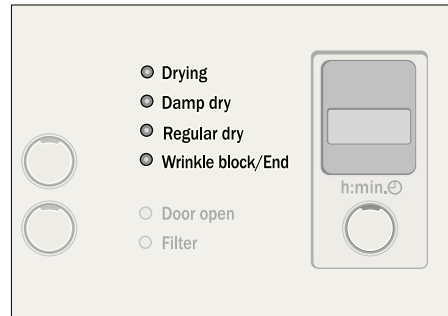 Drying
Damp dry
Regular dry
Wrinkle block/End
h:min.
Door open
Filter